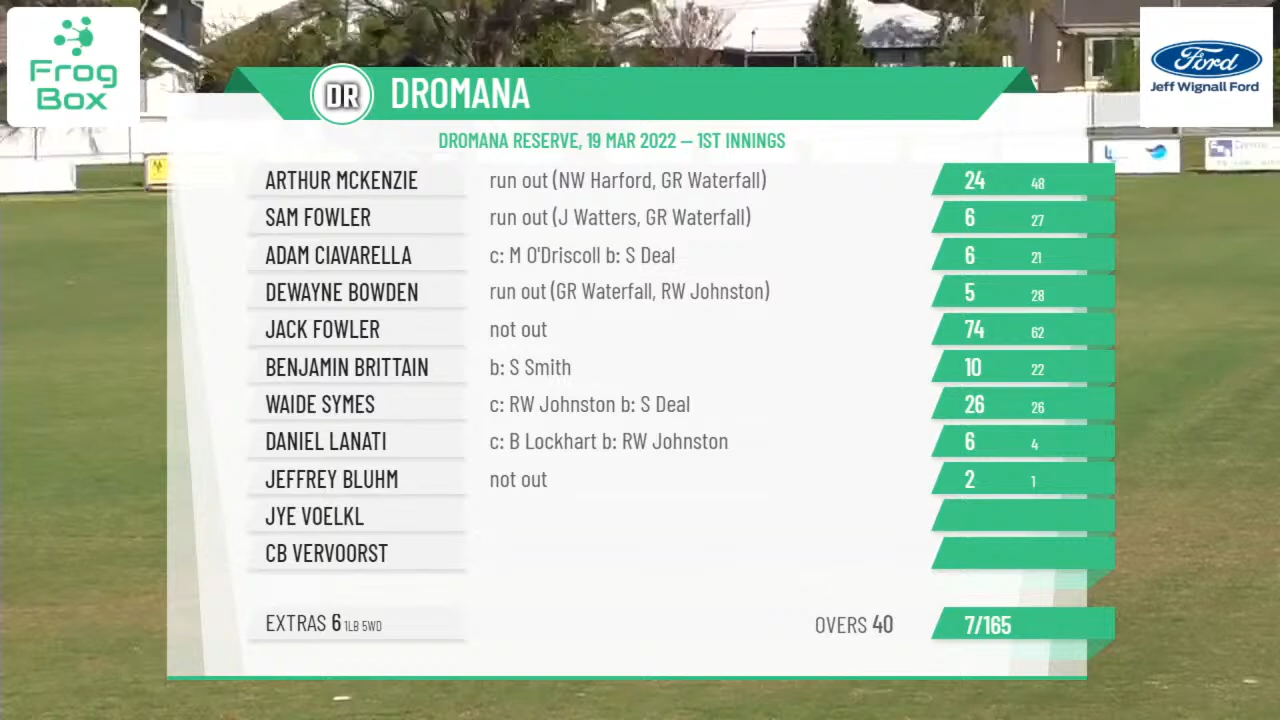 Frog
Box
Ford
Jeff Wignall Ford
DR DROMANA
DROMANA RESERVE, 19 MAR 2022 – 1ST INNINGS
ARTHUR MCKENZIE run out (NW Harford, GR Waterfall) 24 48
SAM FOWLER run out (J Watters, GR Waterfall) 6 27
ADAM CIAVARELLA c: M O'Driscoll b: S Deal 6 21
DEWAYNE BOWDEN run out (GR Waterfall, RW Johnston) 5 28
JACK FOWLER not out 74 62
BENJAMIN BRITTAIN b: S Smith 10 22
WAIDE SYMES c: RW Johnston b: S Deal 26 26
DANIEL LANATI c: B Lockhart b: RW Johnston 6 4
JEFFREY BLUHM not out 2 1
JYE VOELKL
CB VERVOORST
EXTRAS 6 1LB 5WD OVERS 40 7/165